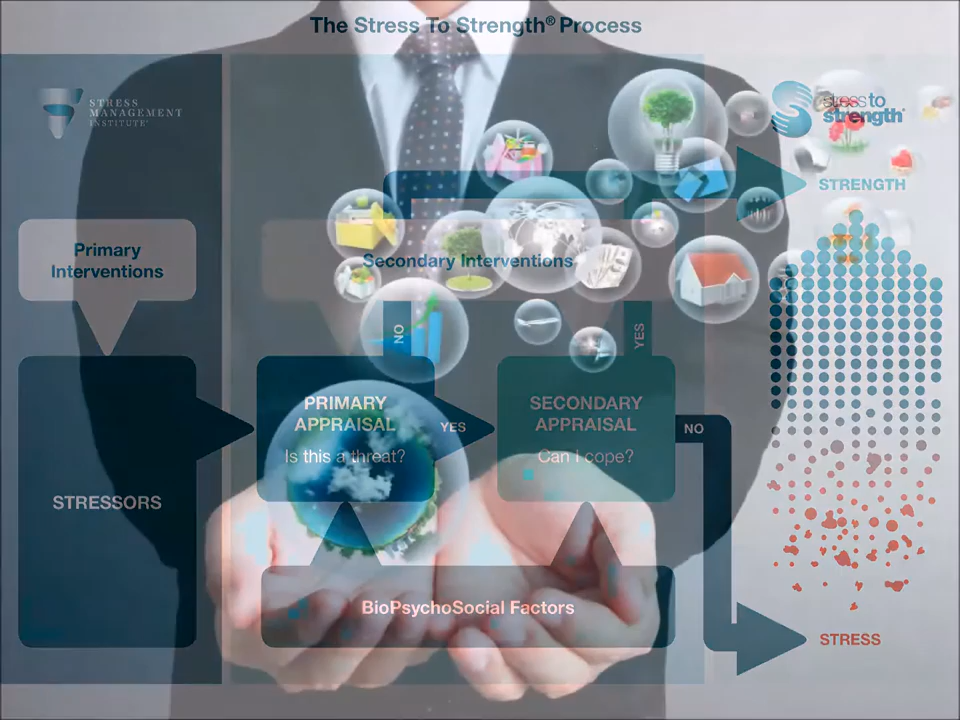 The Stress To Strength® Process
STRESS
MANAGEMENT
INSTITUTE
stress to
strength
STRENGTH
Primary
Interventions
Secondary Interventions
NO
YES
PRIMARY
APPRAISAL
Is this a threat?
YES
SECONDARY
APPRAISAL
Can I cope?
NO
STRESSORS
BioPsychoSocial Factors
STRESS